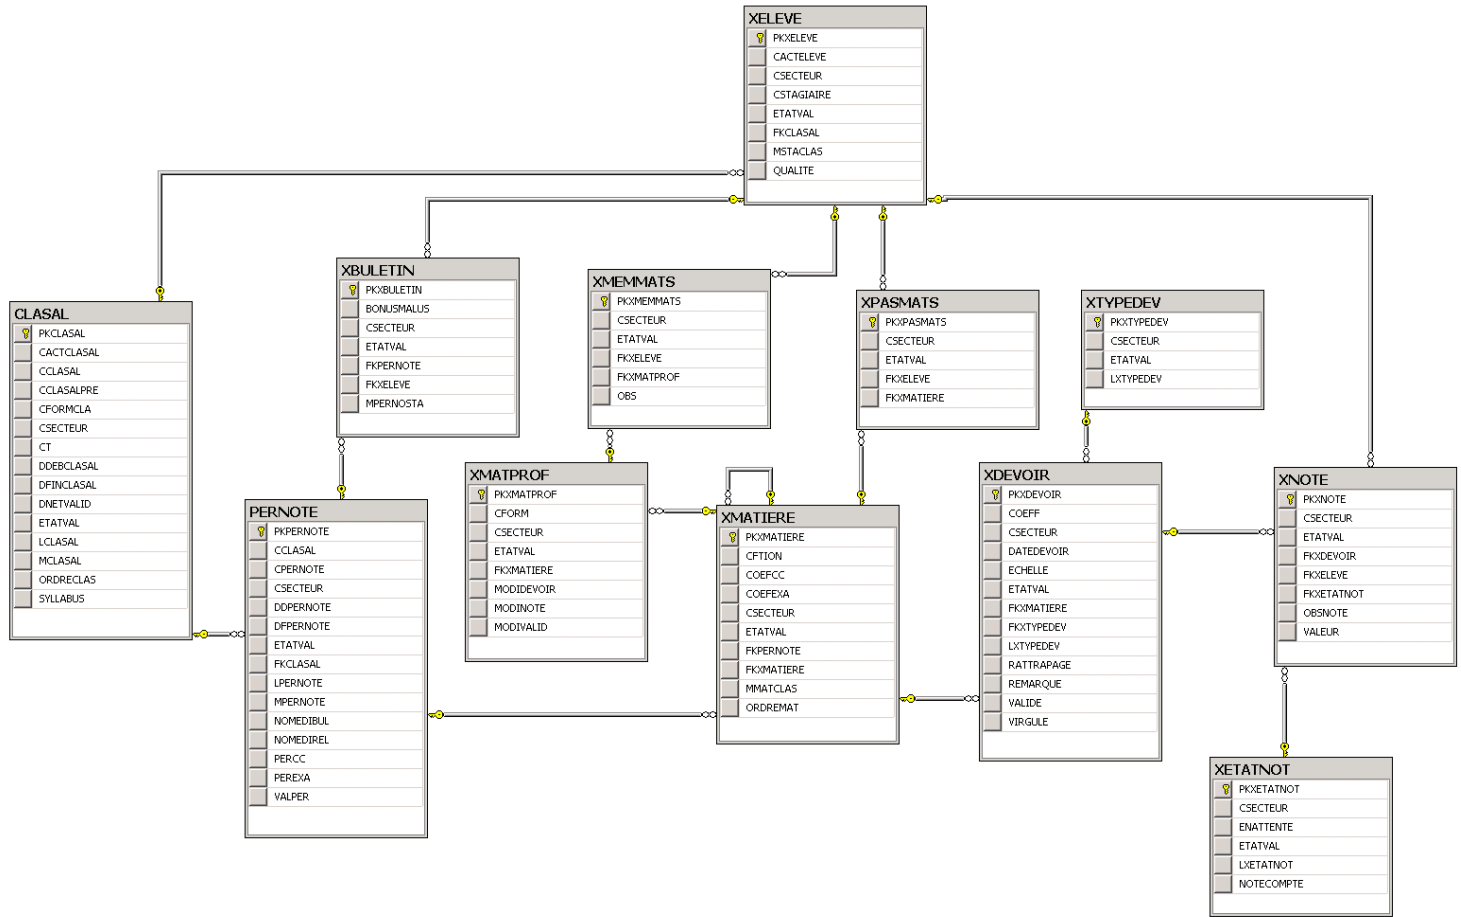 XELEVE
PKXELEVE
CACTELEVE
CSECTEUR
CSTAGIAIRE
ETATVAL
FKCLASAL
MSTACLAS
QUALITE
CLASAL
PKCLASAL
CACTCLASAL
CCLASAL
CCLASALPRE
CFORMCLA
CSECTEUR
CT
DDEBCLASAL
DFINCLASAL
DNETVALID
ETATVAL
LCLASAL
MCLASAL
ORDRECLAS
SYLLABUS
XBULETIN
PKXBULETIN
BONUSMALUS
CSECTEUR
ETATVAL
FKPERNOTE
FKXELEVE
MPERNOSTA
XMEMMATS
PKXMEMMATS
CSECTEUR
ETATVAL
FKXELEVE
FKXMATPROF
OBS
XPASMATS
PKXPASMATS
CSECTEUR
ETATVAL
FKXELEVE
FKXMATIERE
XTYPEDEV
PKXTYPEDEV
CSECTEUR
ETATVAL
LXTYPEDEV
PERNOTE
PKPERNOTE
CCLASAL
CPERNOTE
CSECTEUR
DDPERNOTE
DFPERNOTE
ETATVAL
FKCLASAL
LPERNOTE
MPERNOTE
NOMEDIBUL
NOMEDIREL
PERCC
PEREXA
VALPER
XMATPROF
PKXMATPROF
CFORM
CSECTEUR
ETATVAL
FKXMATIERE
MODIDEVOIR
MODINOTE
MODIVALID
XMATIERE
PKXMATIERE
CFTION
COEFCC
COEFEXA
CSECTEUR
ETATVAL
FKPERNOTE
FKXMATIERE
MMATCLAS
ORDREMAT
XDEVOIR
PKXDEVOIR
COEFF
CSECTEUR
DATEDEVOIR
ECHELLE
ETATVAL
FKXMATIERE
FKXTYPEDEV
LXTYPEDEV
RATTRAPAGE
REMARQUE
VALIDE
VIRGULE
XNOTE
PKXNOTE
CSECTEUR
ETATVAL
FKXDEVOIR
FKXELEVE
FKXETATNOT
OBSNOTE
VALEUR
XETATNOT
PKXETATNOT
CSECTEUR
ENATTENTE
ETATVAL
LXETATNOT
NOTECOMPTE